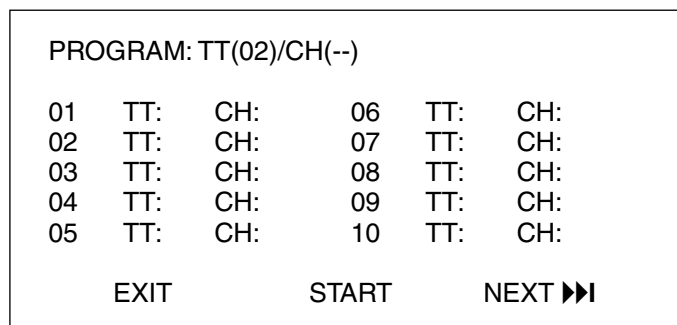 PROGRAM: TT(02)/CH(--)
01 TT: CH: 06 TT: CH:
02 TT: CH: 07 TT: CH:
03 TT: CH: 08 TT: CH:
04 TT: CH: 09 TT: CH:
05 TT: CH: 10 TT: CH:
EXIT START NEXT